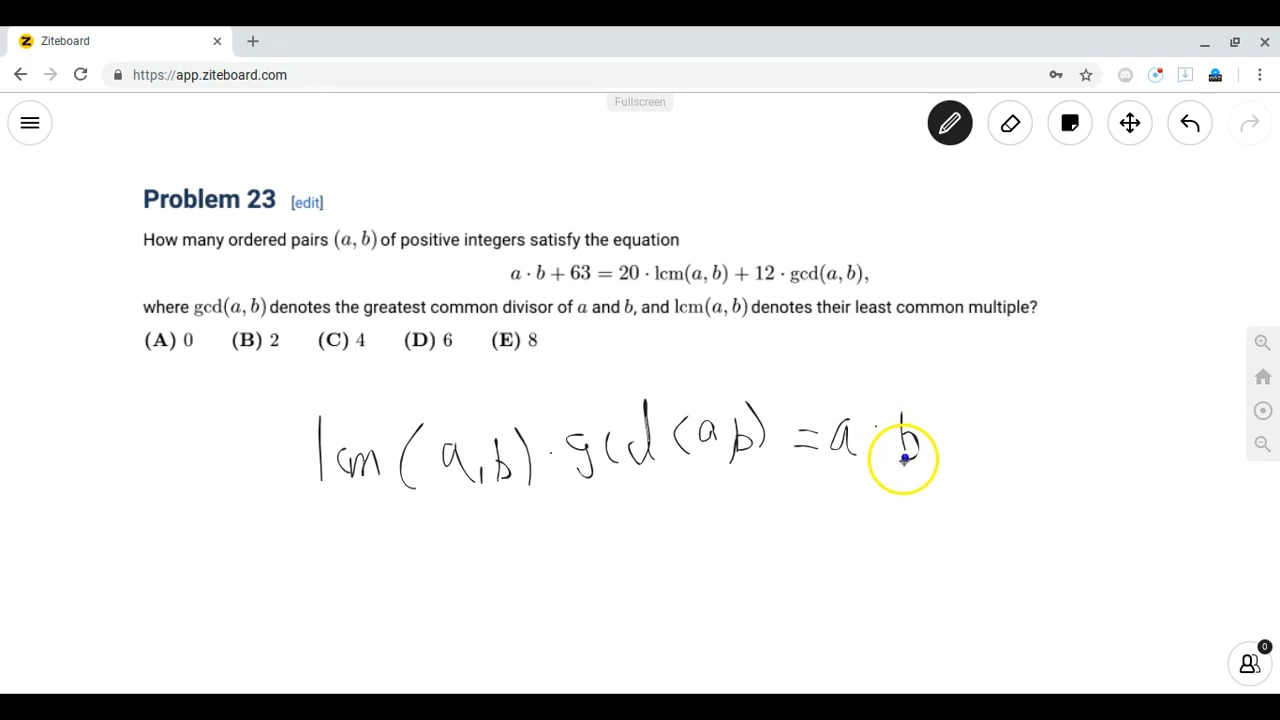 Ziteboard
https://app.ziteboard.com
Fullscreen
Problem 23 [edit]
How many ordered pairs (a, b) of positive integers satisfy the equation
a · b + 63 = 20 · lcm(a, b) + 12 · gcd(a, b),
where gcd(a, b) denotes the greatest common divisor of a and b, and lcm(a, b) denotes their least common multiple?
(A) 0 (B) 2 (C) 4 (D) 6 (E) 8
lcm (a,b) · gcd (a b) = a · b
0